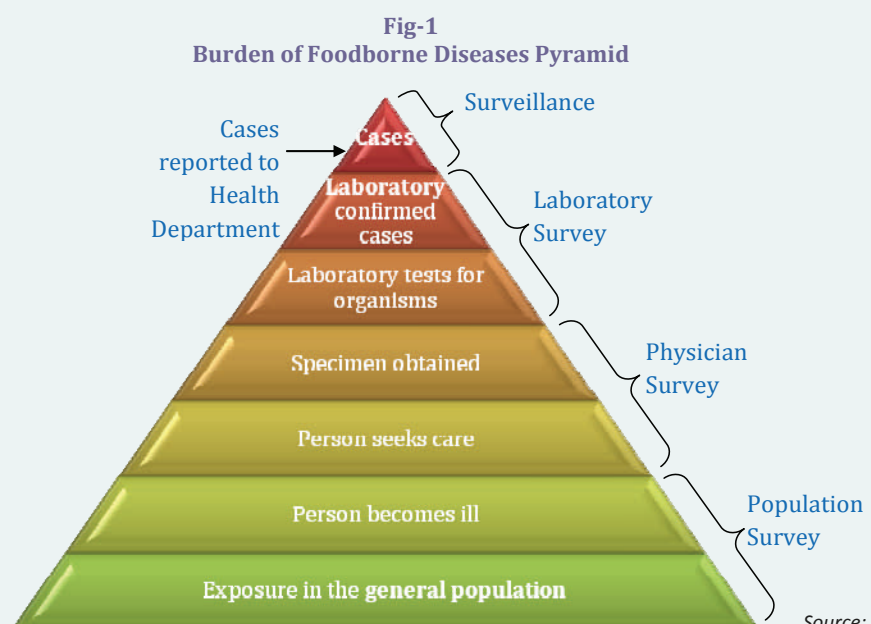 Fig-1
Burden of Foodborne Diseases Pyramid
Surveillance
Cases
reported to
Health
Department
Cases
Laboratory
confirmed
cases
Laboratory
Survey
Laboratory tests for
organisms
Specimen obtained
Physician
Survey
Person seeks care
Person becomes ill
Population
Survey
Exposure in the general population
Source: